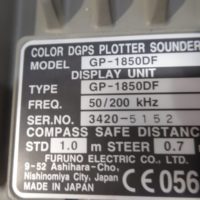 COLOR DGPS PLOTTER SOUNDER
MODEL GP-1850DF
DISPLAY UNIT
TYPE GP-1850DF
FREQ. 50/200 kHz
SER.NO. 3420-5152
COMPASS SAFE DISTANC
STD 1.0 m STEER 0.7
FURUNO ELECTRIC CO., LTD.
9-52 Ashihara-Cho,
Nishinomiya City, Japan
MADE IN JAPAN
CE 056